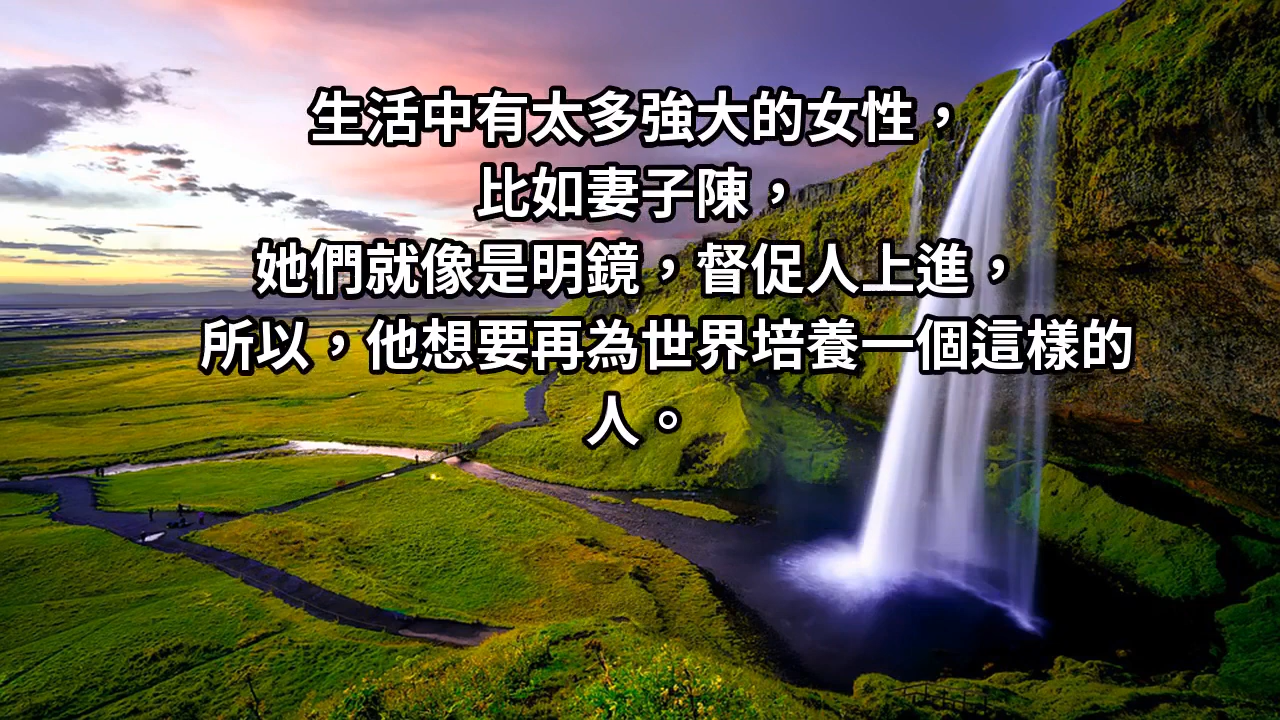 生活中有太多強大的女性，
比如妻子陳，
她們就像是明鏡，督促人上進，
所以，他想要再為世界培養一個這樣的
人。